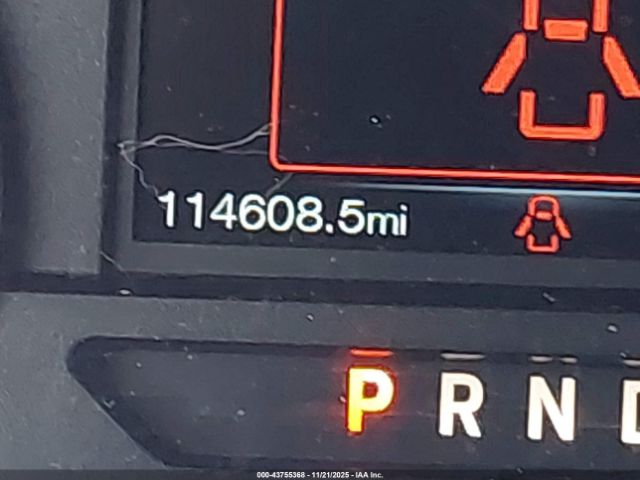 114608.5mi
P R N D
000-43755368 - 11/21/2025 - IAA Inc.